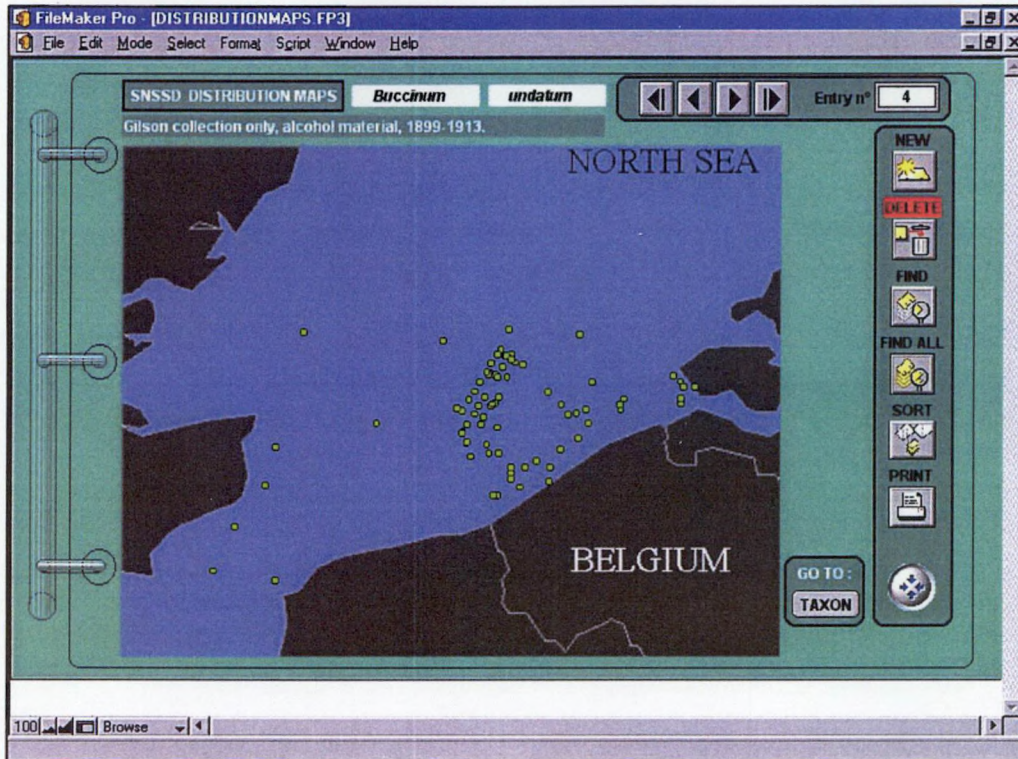 FileMaker Pro - [DISTRIBUTIONMAPS.FP3]
File Edit Mode Select Format Script Window Help
SNSSD DISTRIBUTION MAPS Buccinum undatum Entry n° 4
Gilson collection only, alcohol material, 1899-1913.
NORTH SEA
NEW
DELETE
FIND
FIND ALL
SORT
PRINT
BELGIUM
GO TO :
TAXON
100 Browse